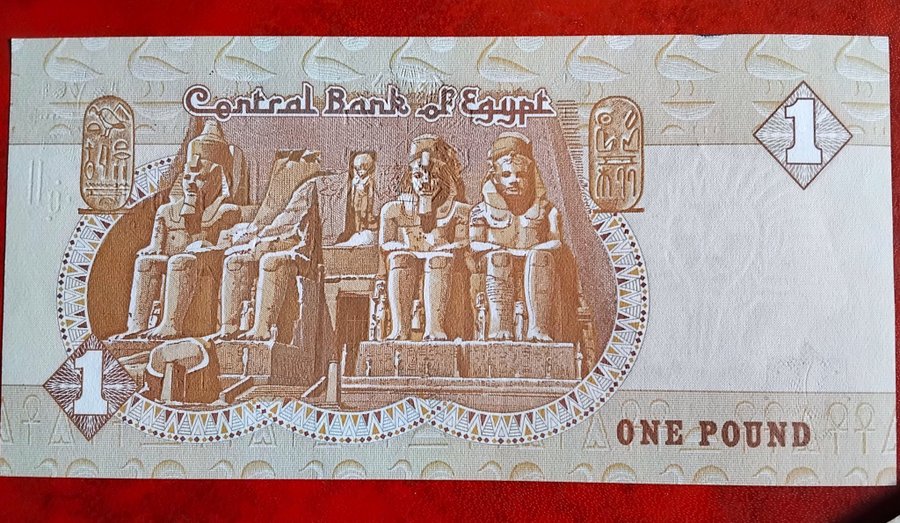 Central Bank of Egypt
1
1
ONE POUND